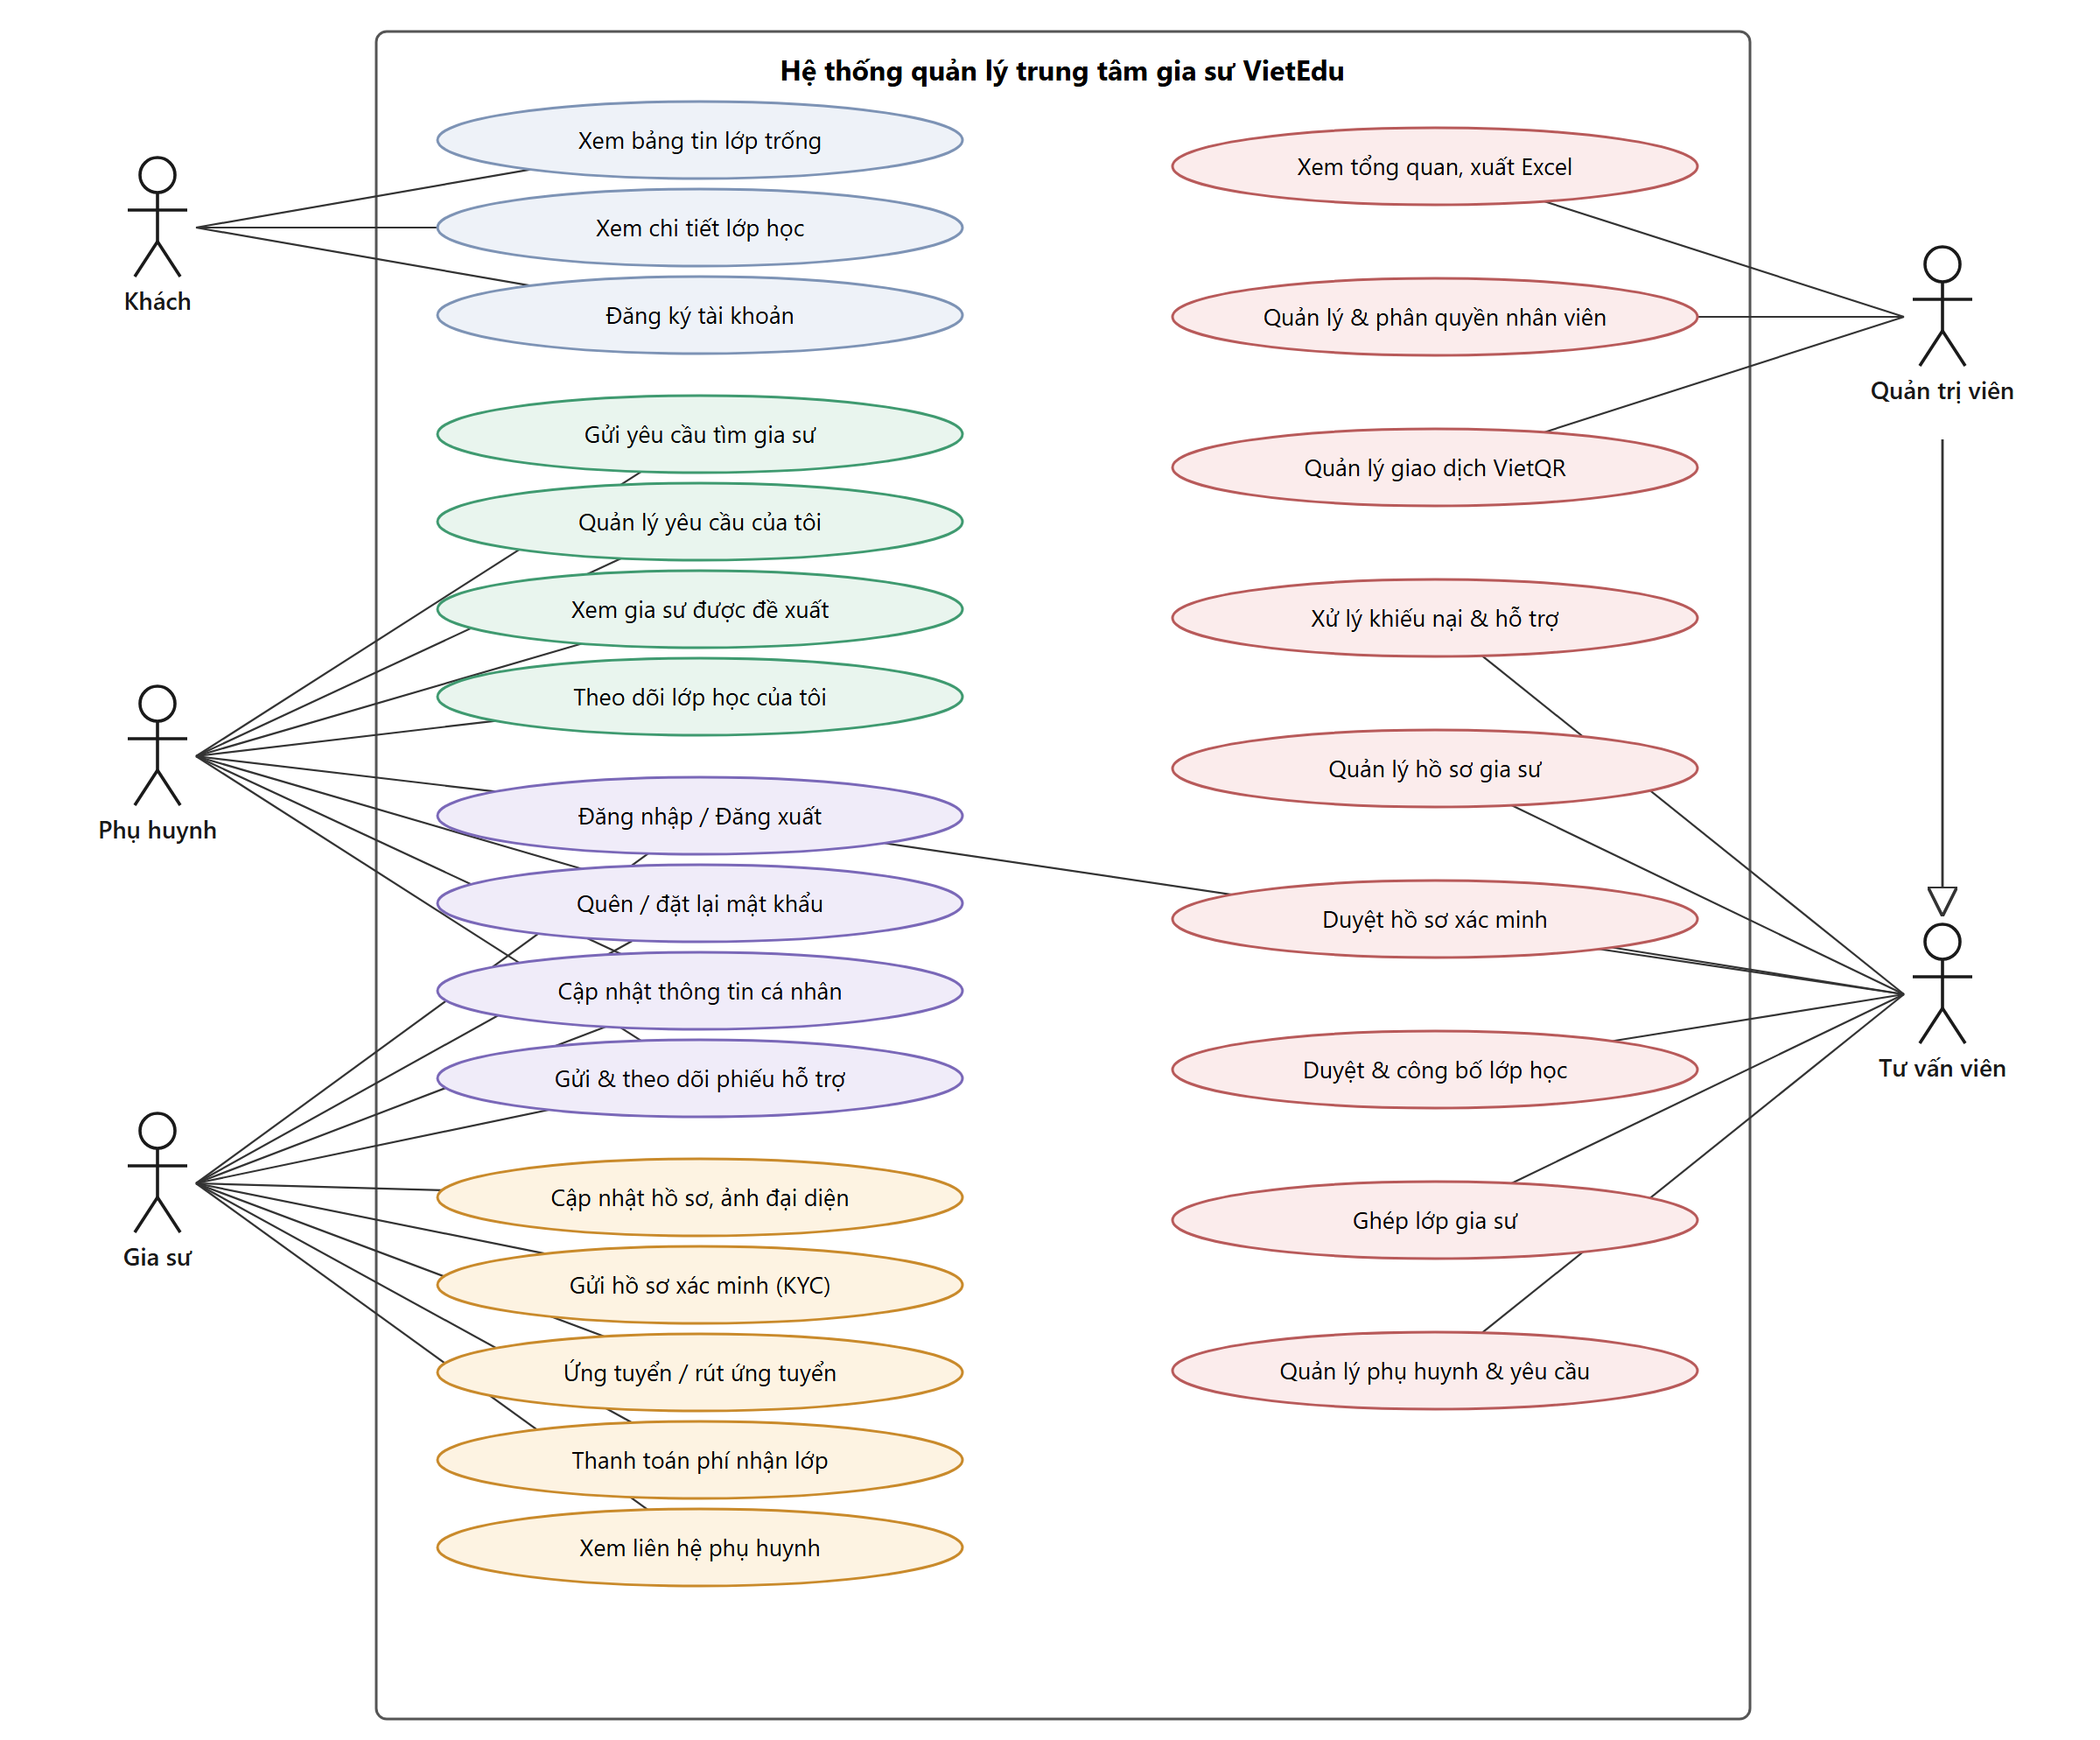 Hệ thống quản lý trung tâm gia sư VietEdu
Xem bảng tin lớp trống
Xem chi tiết lớp học
Đăng ký tài khoản
Khách
Gửi yêu cầu tìm gia sư
Quản lý yêu cầu của tôi
Xem gia sư được đề xuất
Theo dõi lớp học của tôi
Phụ huynh
Đăng nhập / Đăng xuất
Quên / đặt lại mật khẩu
Cập nhật thông tin cá nhân
Gửi & theo dõi phiếu hỗ trợ
Gia sư
Cập nhật hồ sơ, ảnh đại diện
Gửi hồ sơ xác minh (KYC)
Ứng tuyển / rút ứng tuyển
Thanh toán phí nhận lớp
Xem liên hệ phụ huynh
Xem tổng quan, xuất Excel
Quản lý & phân quyền nhân viên
Quản lý giao dịch VietQR
Quản trị viên
Xử lý khiếu nại & hỗ trợ
Quản lý hồ sơ gia sư
Duyệt hồ sơ xác minh
Duyệt & công bố lớp học
Tư vấn viên
Ghép lớp gia sư
Quản lý phụ huynh & yêu cầu